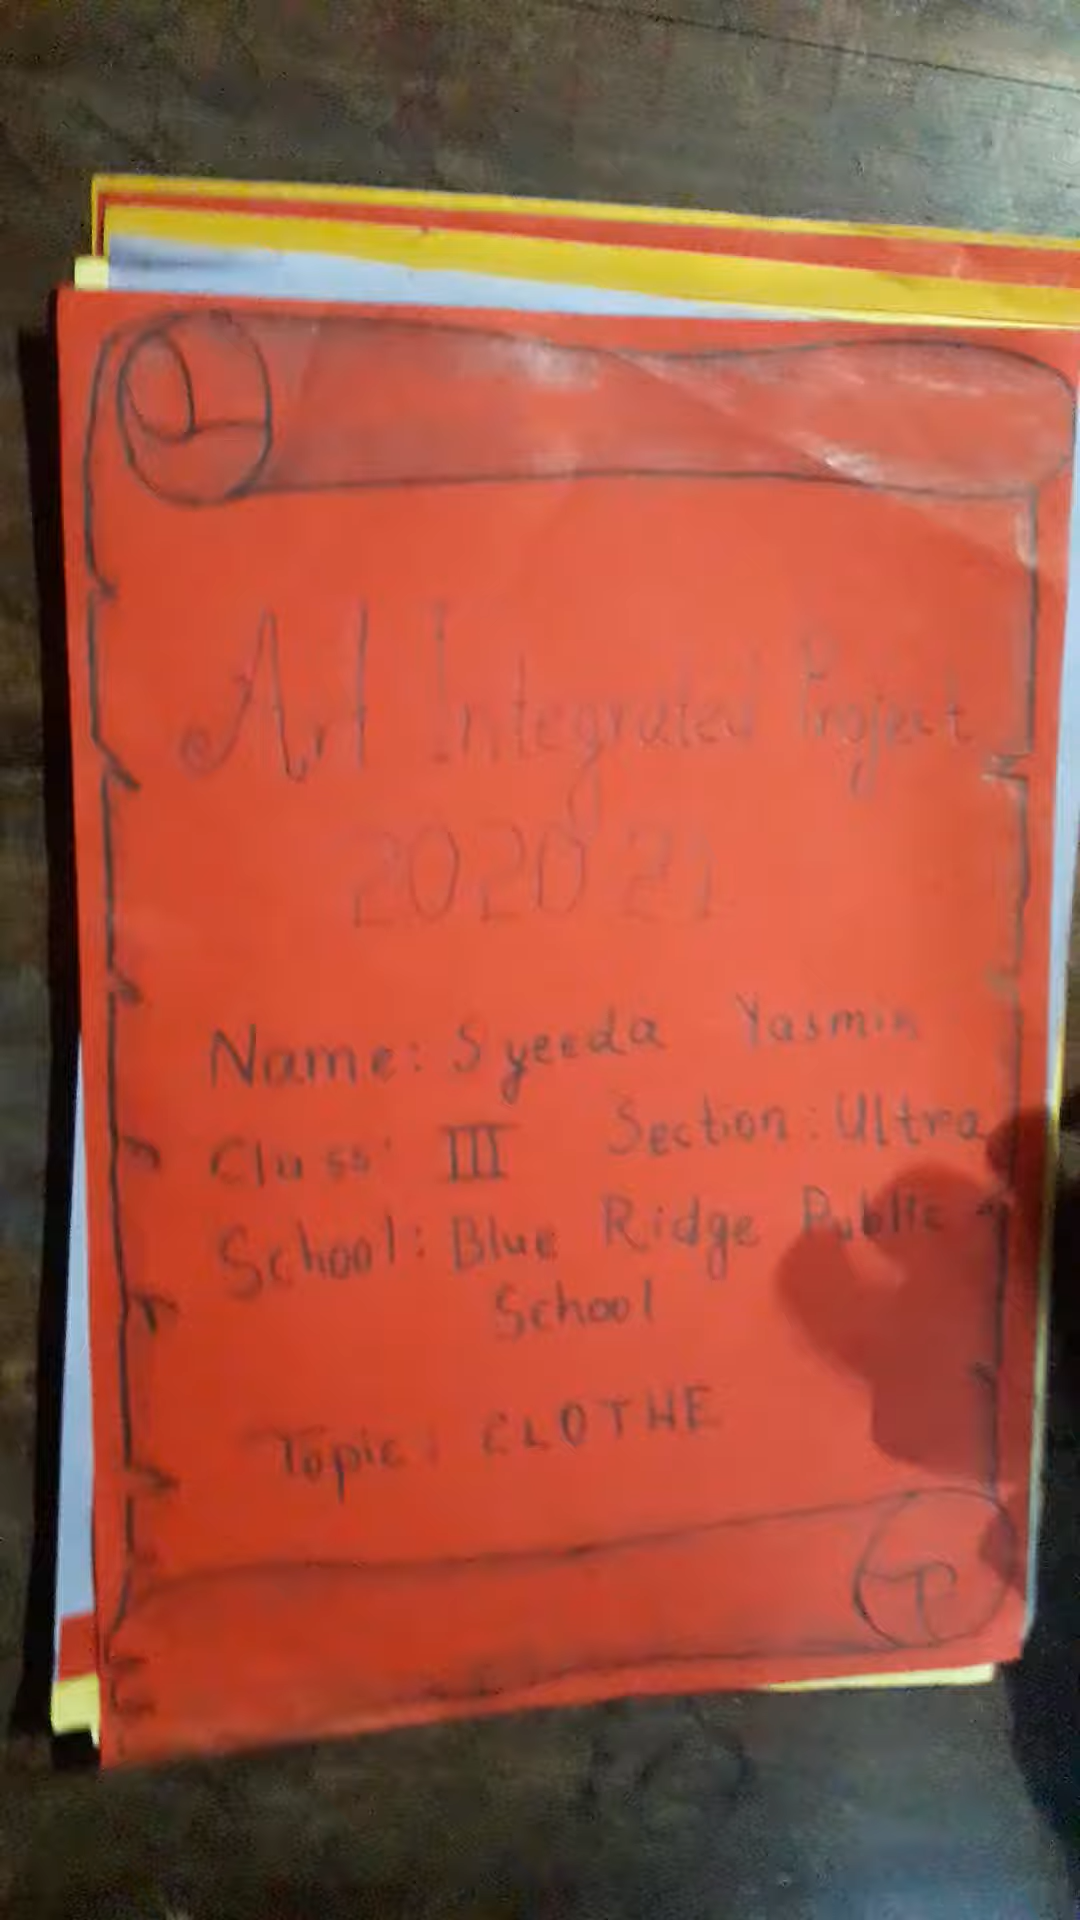 Art Integrated Project
2020 21
Name: Syeeda Yasmin
Class: III Section: Ultra
School: Blue Ridge Public
School
Topic: CLOTHE